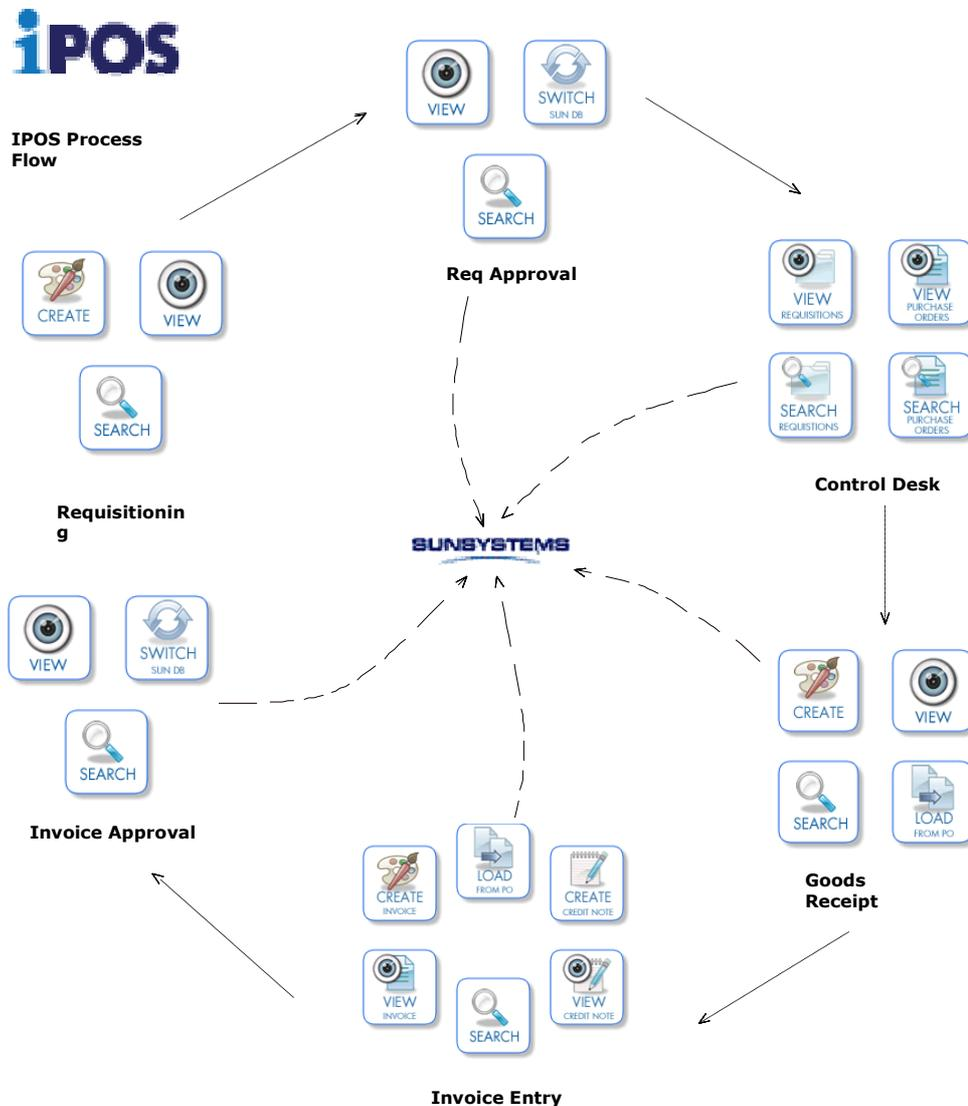 iPOS
IPOS Process
Flow
VIEW
SWITCH
SUN DB
SEARCH
Req Approval
CREATE
VIEW
SEARCH
Requisitionin
g
VIEW
REQUISITIONS
VIEW
PURCHASE
ORDERS
SEARCH
REQUISTIONS
SEARCH
PURCHASE
ORDERS
Control Desk
SUNSYSTEMS
VIEW
SWITCH
SUN DB
SEARCH
Invoice Approval
CREATE
VIEW
SEARCH
LOAD
FROM PO
Goods
Receipt
CREATE
INVOICE
LOAD
FROM PO
CREATE
CREDIT NOTE
VIEW
INVOICE
SEARCH
VIEW
CREDIT NOTE
Invoice Entry